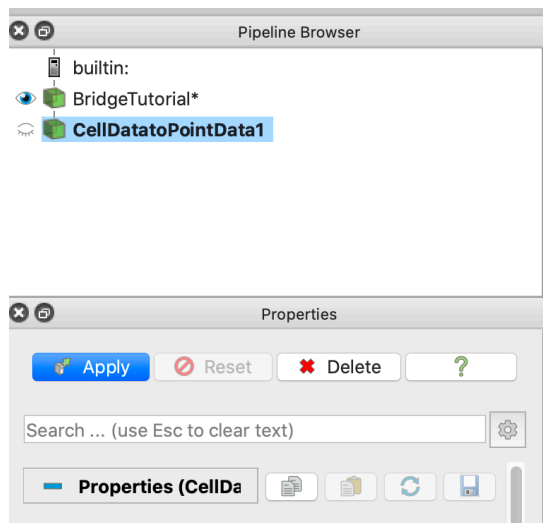 Pipeline Browser
builtin:
BridgeTutorial*
CellDatatoPointData1
Properties
Apply
Reset
Delete
?
Search ... (use Esc to clear text)
Properties (CellDa